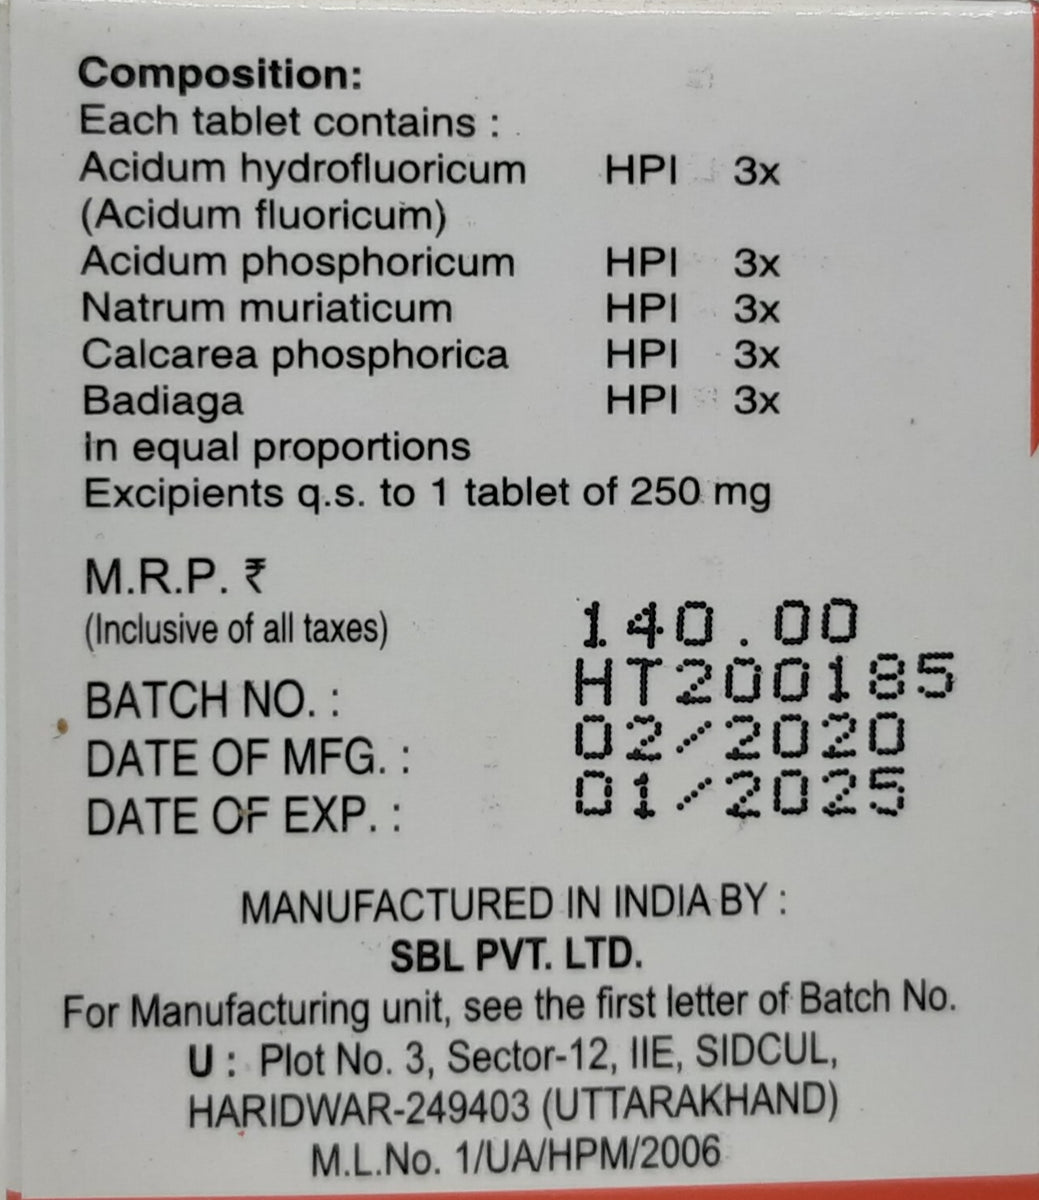 Composition:
Each tablet contains :
Acidum hydrofluoricum HPI 3x
(Acidum fluoricum)
Acidum phosphoricum HPI 3x
Natrum muriaticum HPI 3x
Calcarea phosphorica HPI 3x
Badiaga HPI 3x
in equal proportions
Excipients q.s. to 1 tablet of 250 mg
M.R.P. ₹
(Inclusive of all taxes) 140.00
BATCH NO. : HT200185
DATE OF MFG. : 02/2020
DATE OF EXP. : 01/2025
MANUFACTURED IN INDIA BY :
SBL PVT. LTD.
For Manufacturing unit, see the first letter of Batch No.
U : Plot No. 3, Sector-12, IIE, SIDCUL,
HARIDWAR-249403 (UTTARAKHAND)
M.L.No. 1/UA/HPM/2006